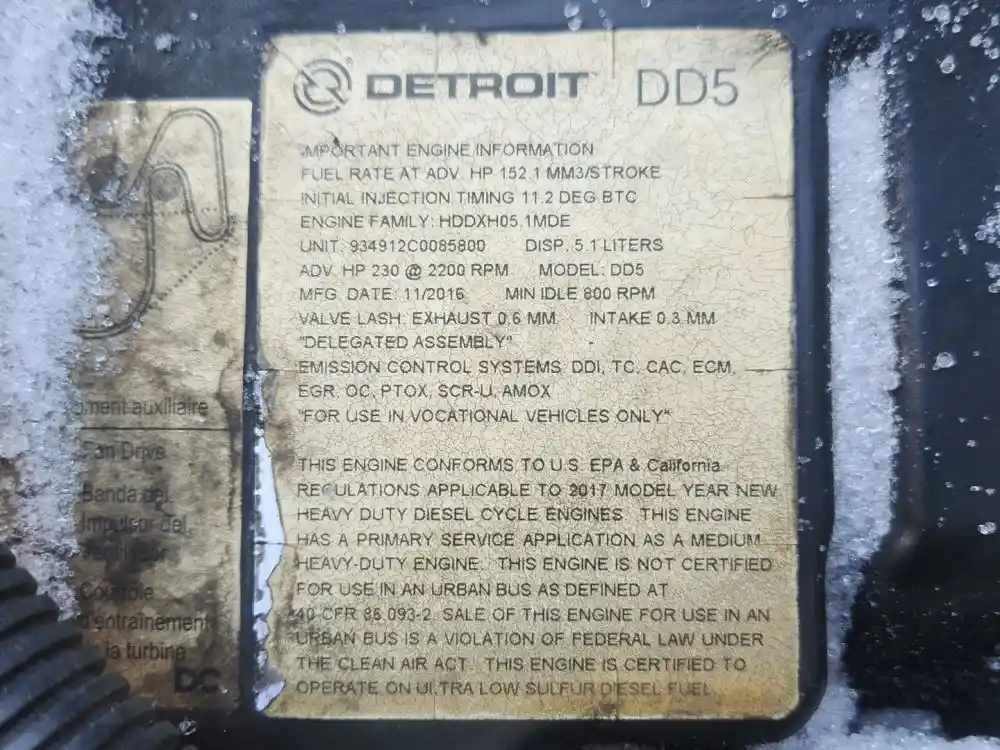 DETROIT DD5
IMPORTANT ENGINE INFORMATION
FUEL RATE AT ADV. HP 152.1 MM3/STROKE
INITIAL INJECTION TIMING 11.2 DEG BTC
ENGINE FAMILY: HDDXH05.1MDE
UNIT: 934912C0085800 DISP. 5.1 LITERS
ADV. HP 230 @ 2200 RPM MODEL: DD5
MFG. DATE: 11/2016 MIN IDLE 800 RPM
VALVE LASH: EXHAUST 0.6 MM INTAKE 0.3 MM
"DELEGATED ASSEMBLY"
EMISSION CONTROL SYSTEMS: DDI, TC, CAC, ECM,
EGR, OC, PTOX, SCR-U, AMOX
"FOR USE IN VOCATIONAL VEHICLES ONLY"
THIS ENGINE CONFORMS TO U.S. EPA & California
REGULATIONS APPLICABLE TO 2017 MODEL YEAR NEW
HEAVY DUTY DIESEL CYCLE ENGINES. THIS ENGINE
HAS A PRIMARY SERVICE APPLICATION AS A MEDIUM
HEAVY-DUTY ENGINE. THIS ENGINE IS NOT CERTIFIED
FOR USE IN AN URBAN BUS AS DEFINED AT
40 CFR 86.093-2. SALE OF THIS ENGINE FOR USE IN AN
URBAN BUS IS A VIOLATION OF FEDERAL LAW UNDER
THE CLEAN AIR ACT. THIS ENGINE IS CERTIFIED TO
OPERATE ON ULTRA LOW SULFUR DIESEL FUEL
auxiliaire
Fan Drive
Banda del
Impulsor del
Contrôle
d'entraînement
la turbine
DC